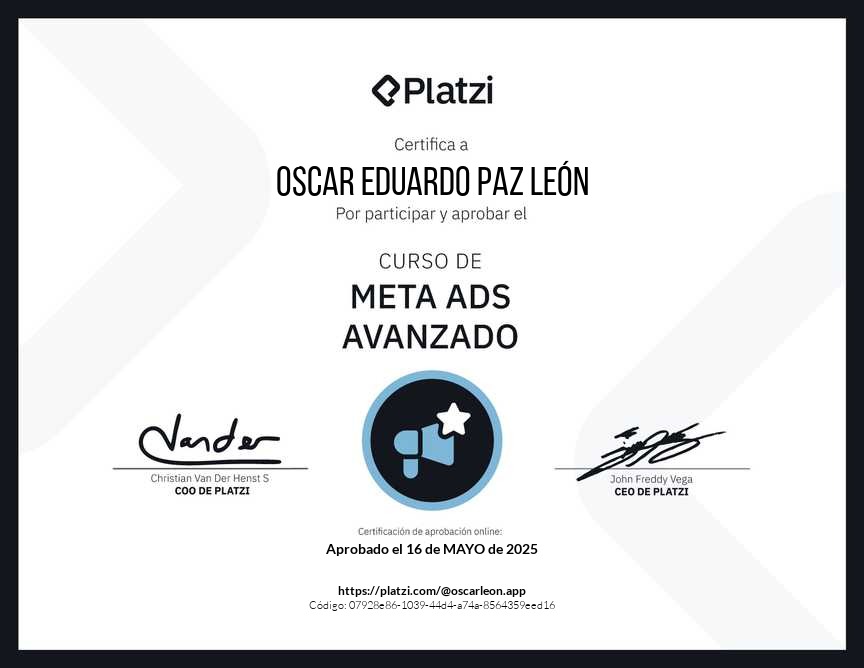 Platzi
Certifica a
OSCAR EDUARDO PAZ LEÓN
Por participar y aprobar el
CURSO DE
META ADS
AVANZADO
Vander
Christian Van Der Henst S
COO DE PLATZI
John Freddy Vega
CEO DE PLATZI
Certificación de aprobación online:
Aprobado el 16 de MAYO de 2025
https://platzi.com/@oscarleon.app
Código: 07928e86-1039-44d4-a74a-8564359eed16